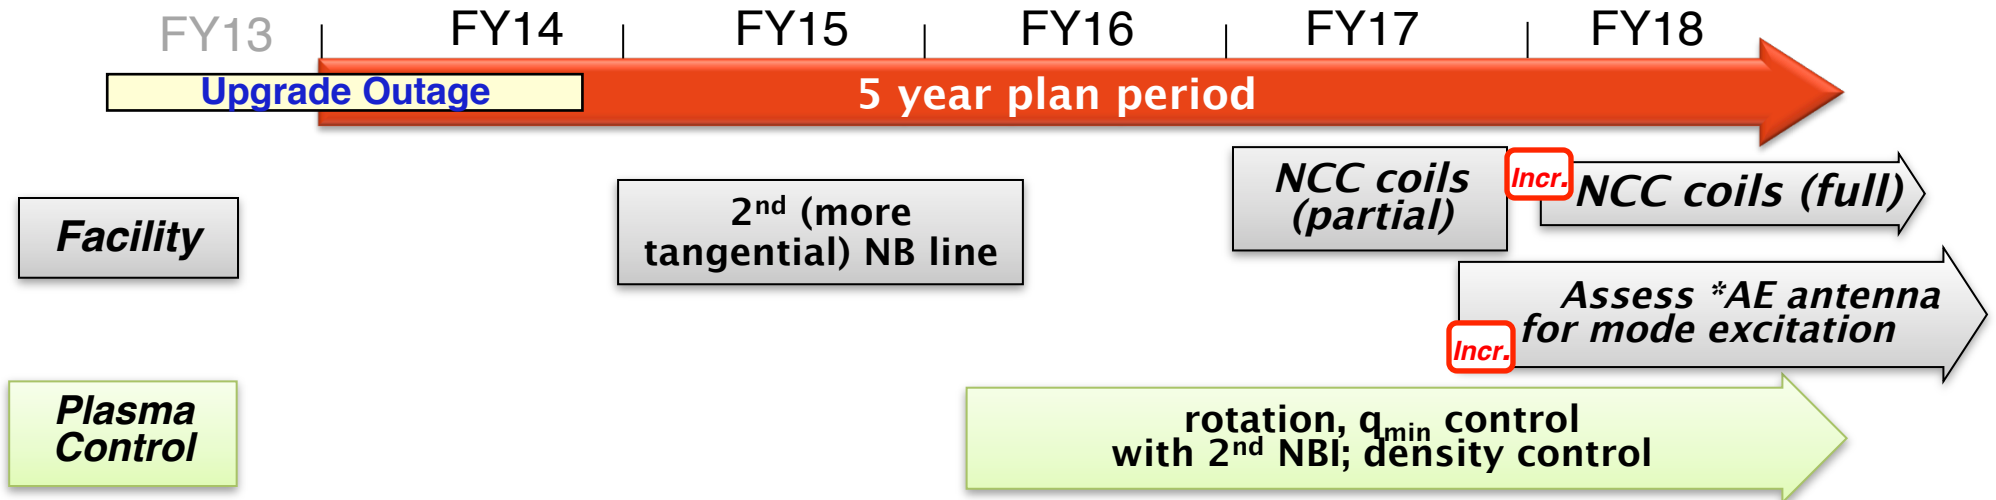 FY13 FY14 FY15 FY16 FY17 FY18
Upgrade Outage
5 year plan period
Facility
2nd (more
tangential) NB line
NCC coils
(partial)
Incr.
NCC coils (full)
Assess *AE antenna
for mode excitation
Incr.
Plasma
Control
rotation, qmin control
with 2nd NBI; density control